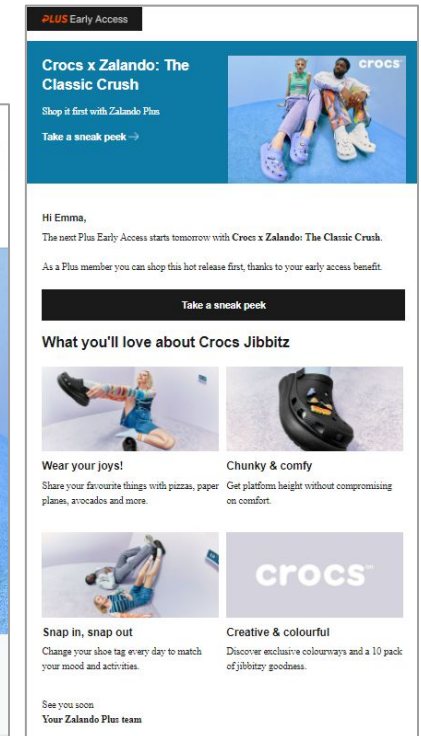 PLUS Early Access
Crocs x Zalando: The
Classic Crush
Shop it first with Zalando Plus
Take a sneak peek →
crocs™
Hi Emma,
The next Plus Early Access starts tomorrow with Crocs x Zalando: The Classic Crush.
As a Plus member you can shop this hot release first, thanks to your early access benefit.
Take a sneak peek
What you'll love about Crocs Jibbitz
Wear your joys!
Share your favourite things with pizzas, paper
planes, avocados and more.
Chunky & comfy
Get platform height without compromising
on comfort.
Snap in, snap out
Change your shoe tag every day to match
your mood and activities.
crocs™
Creative & colourful
Discover exclusive colourways and a 10 pack
of jibbitzy goodness.
See you soon
Your Zalando Plus team